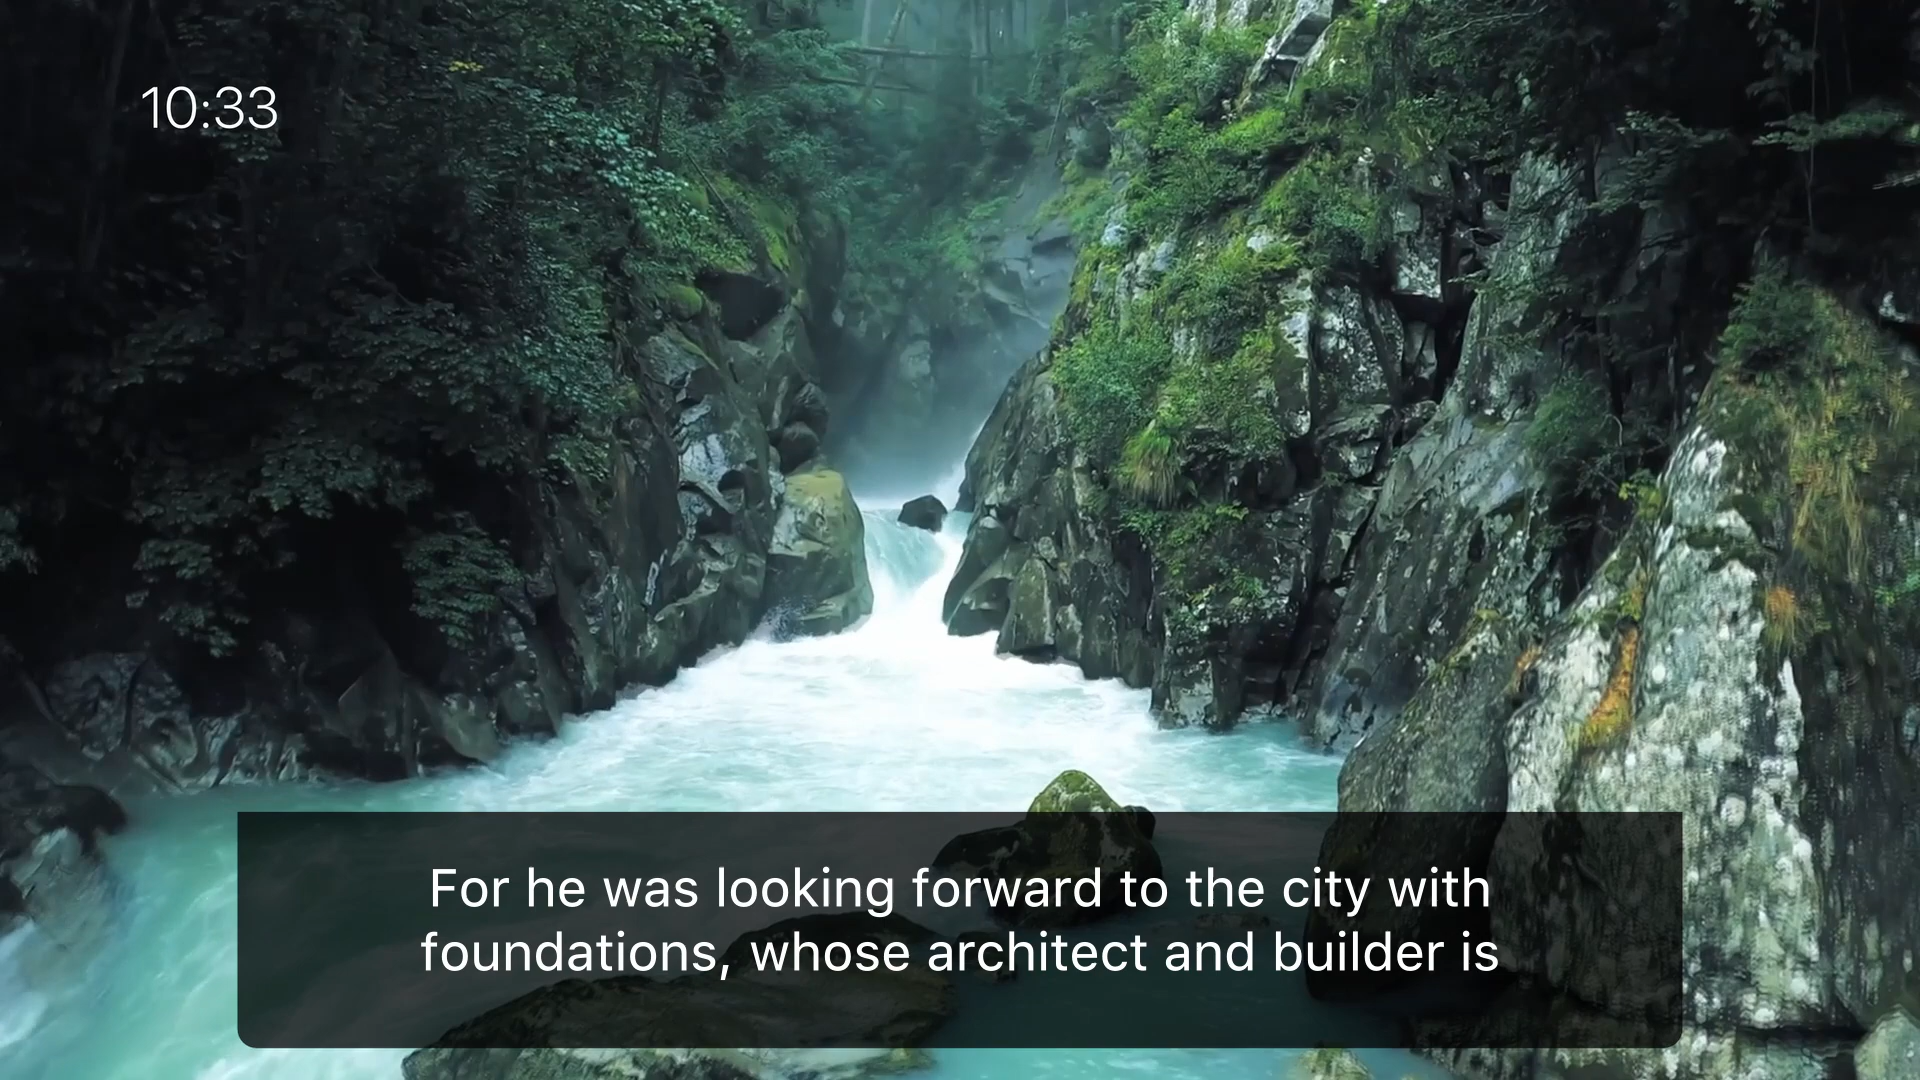 10:33
For he was looking forward to the city with
foundations, whose architect and builder is